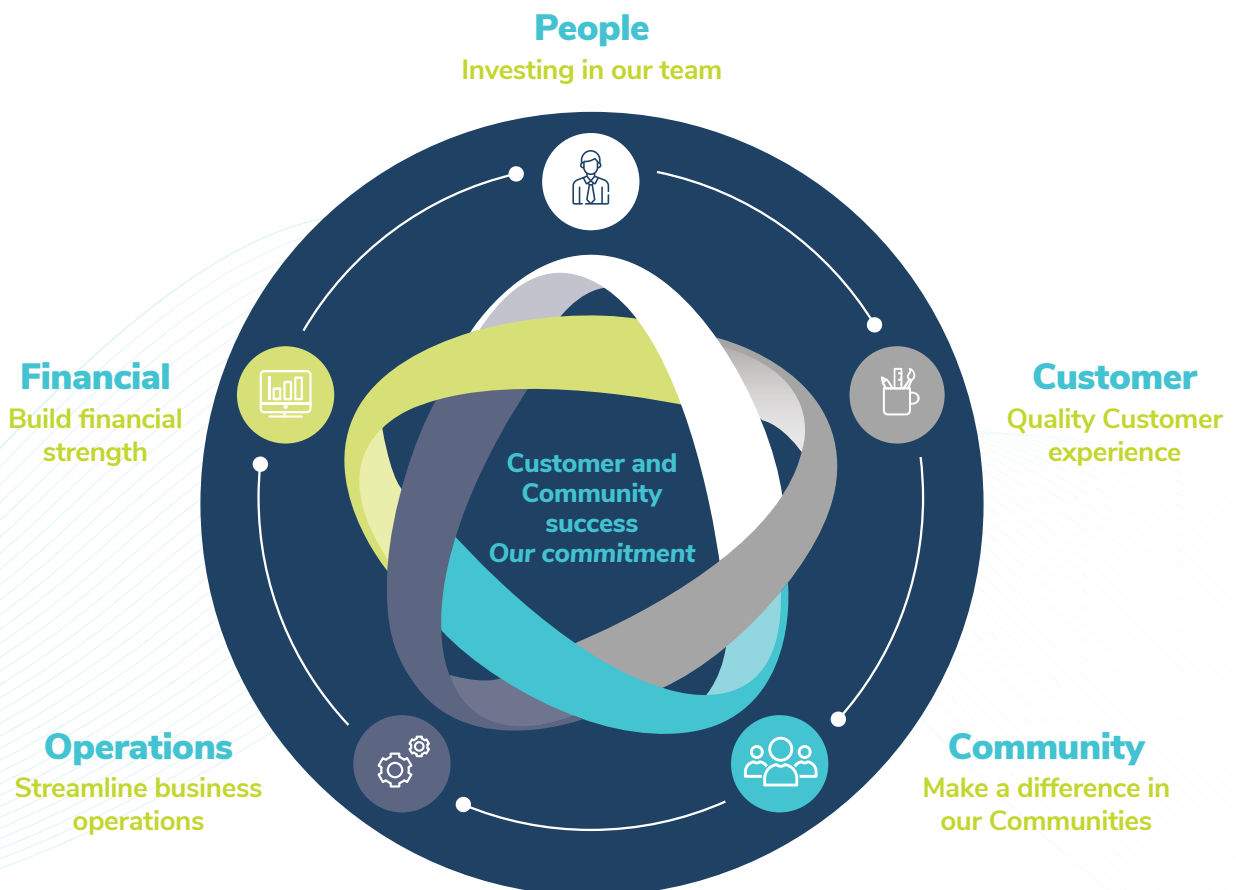 People
Investing in our team
Financial
Build financial
strength
Customer
Quality Customer
experience
Customer and
Community
success
Our commitment
Operations
Streamline business
operations
Community
Make a difference in
our Communities